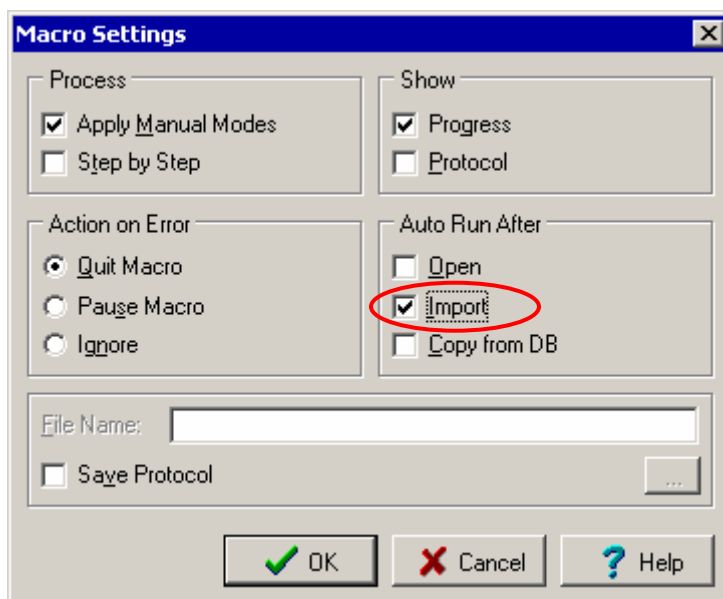 Macro Settings
Process
Apply Manual Modes
Step by Step
Show
Progress
Protocol
Action on Error
Quit Macro
Pause Macro
Ignore
Auto Run After
Open
Import
Copy from DB
File Name:
Save Protocol
...
OK
Cancel
? Help